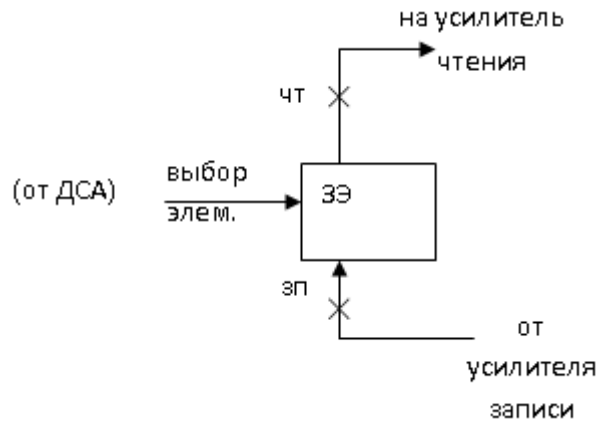 на усилитель
чтения
чт
(от ДСА)
выбор
элем.
ЗЭ
зп
от
усилителя
записи